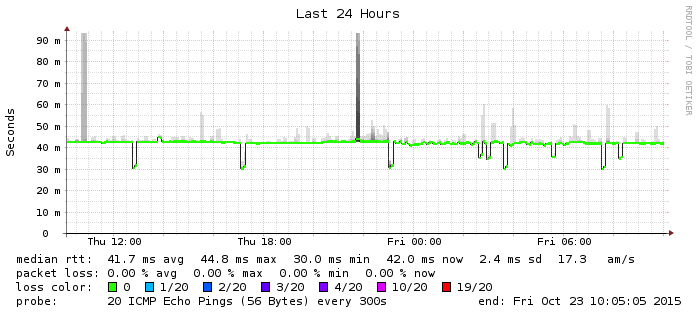 Last 24 Hours
RRDTOOL / TOBI OETIKER
Seconds
90 m
80 m
70 m
60 m
50 m
40 m
30 m
20 m
10 m
0
Thu 12:00 Thu 18:00 Fri 00:00 Fri 06:00
median rtt: 41.7 ms avg 44.8 ms max 30.0 ms min 42.0 ms now 2.4 ms sd 17.3 am/s
packet loss: 0.00 % avg 0.00 % max 0.00 % min 0.00 % now
loss color: 0 1/20 2/20 3/20 4/20 10/20 19/20
probe: 20 ICMP Echo Pings (56 Bytes) every 300s end: Fri Oct 23 10:05:05 2015